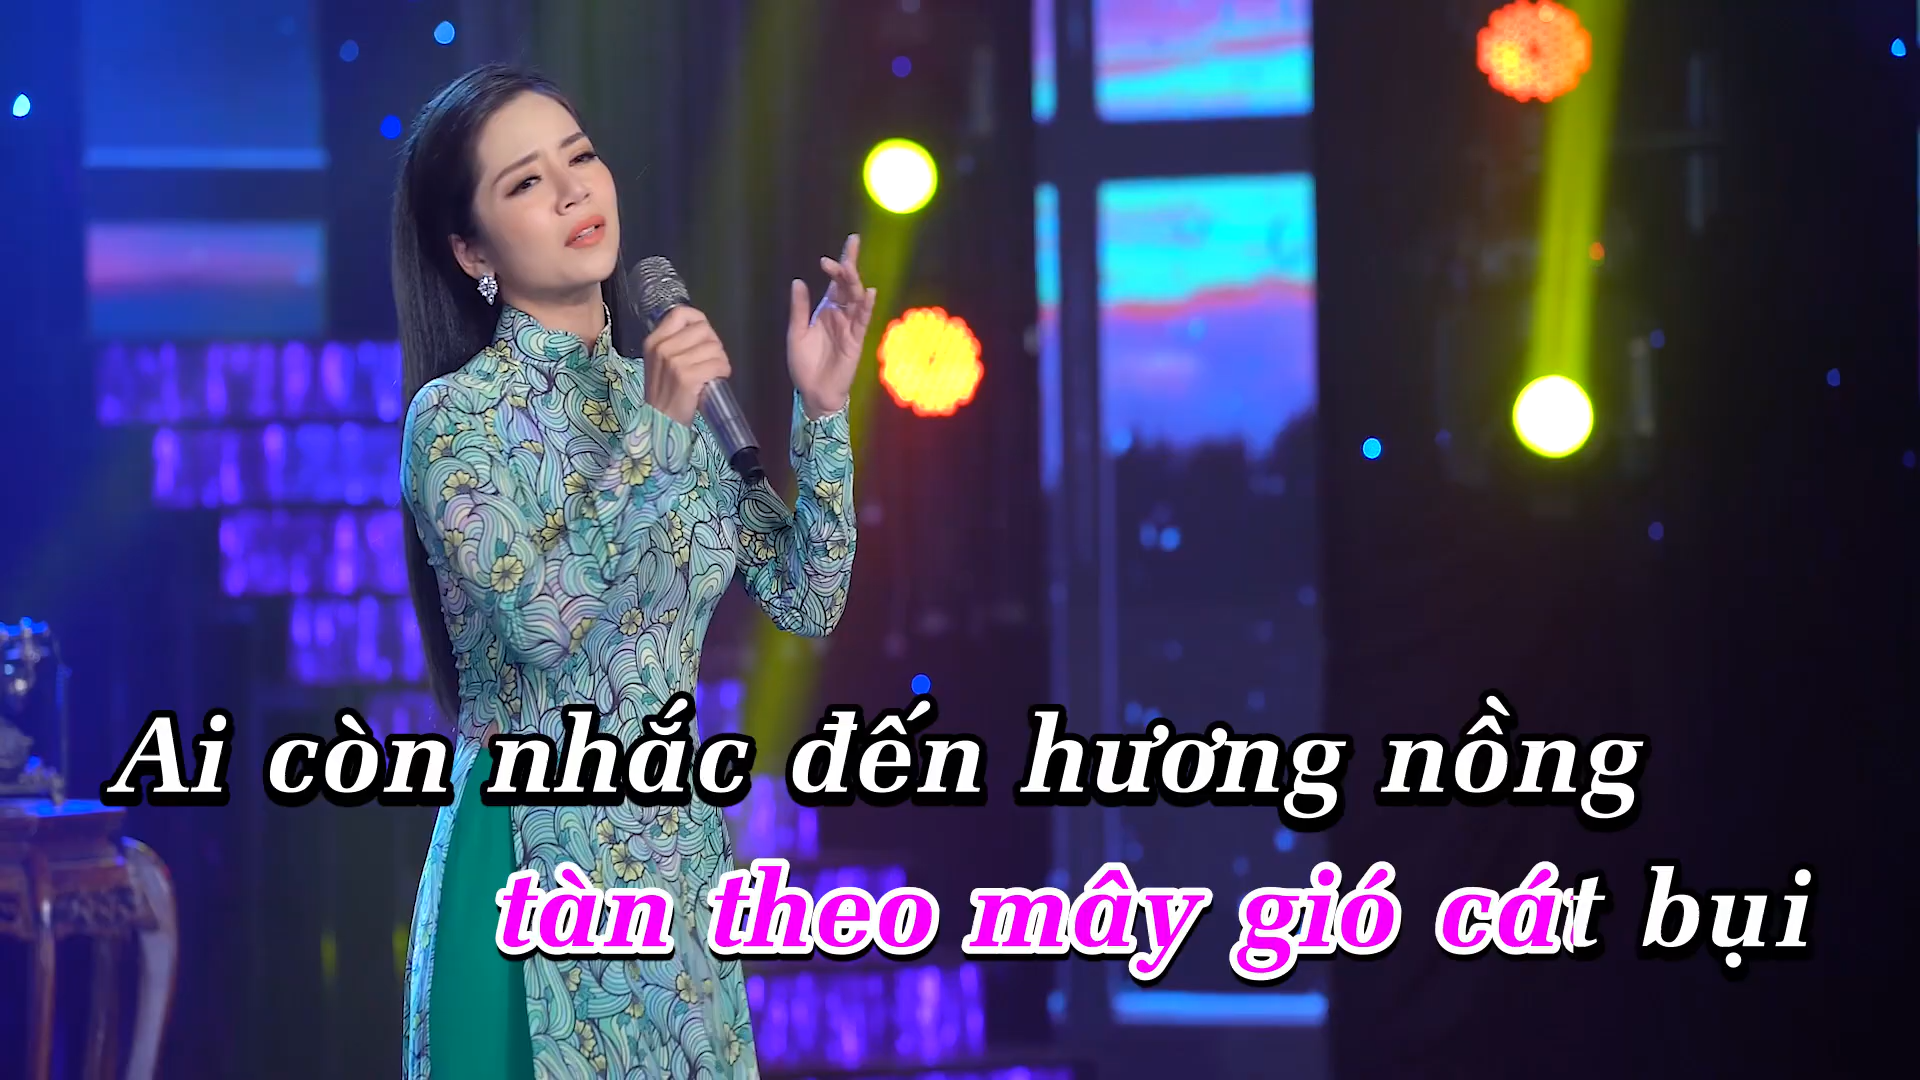 Ai còn nhắc đến hương nồng
tàn theo mây gió cát bụi